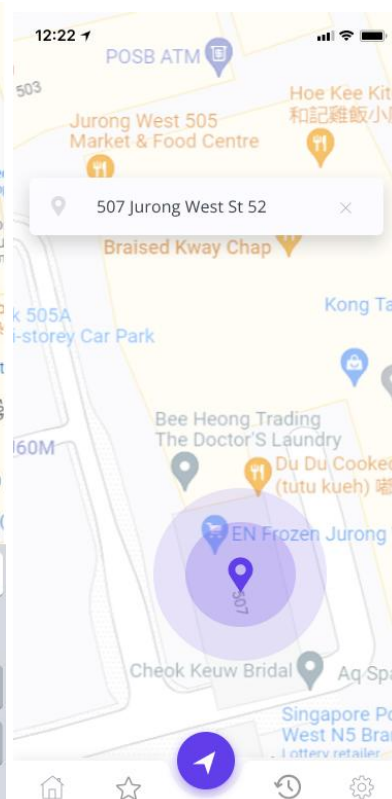 12:22
POSB ATM
503
Hoe Kee Kit
和記雞飯小
Jurong West 505
Market & Food Centre
507 Jurong West St 52
Braised Kway Chap
505A
-storey Car Park
Kong Ta
Bee Heong Trading
The Doctor'S Laundry
60M
Du Du Cooked
(tutu kueh)
EN Frozen Jurong
507
Cheok Keuw Bridal
Aq Spa
Singapore Po
West N5 Bra
Lottery retailer